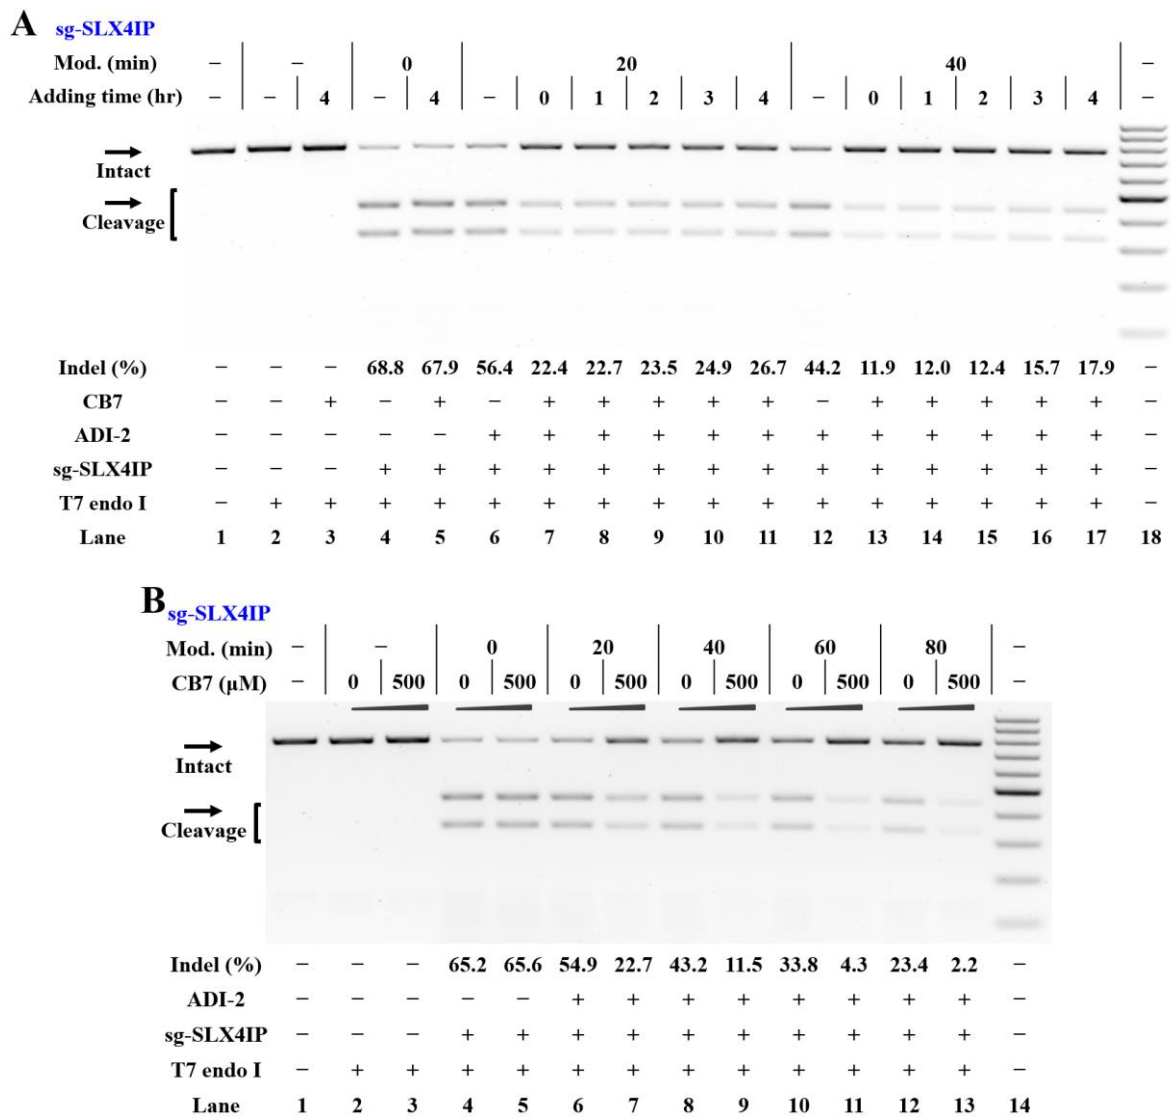 A sg-SLX4IP
Mod. (min) – – 0 20 40 –
Adding time (hr) – – 4 – 4 – 0 1 2 3 4 – 0 1 2 3 4 –
Intact
Cleavage
Indel (%) – – – 68.8 67.9 56.4 22.4 22.7 23.5 24.9 26.7 44.2 11.9 12.0 12.4 15.7 17.9 –
CB7 – – + – + – + + + + + – + + + + + –
ADI-2 – – – – – + + + + + + + + + + + + –
sg-SLX4IP – – – + + + + + + + + + + + + + + –
T7 endo I – + + + + + + + + + + + + + + + + –
Lane 1 2 3 4 5 6 7 8 9 10 11 12 13 14 15 16 17 18
B sg-SLX4IP
Mod. (min) – – 0 20 40 60 80 –
CB7 (μM) – 0 500 0 500 0 500 0 500 0 500 0 500 –
Intact
Cleavage
Indel (%) – – – 65.2 65.6 54.9 22.7 43.2 11.5 33.8 4.3 23.4 2.2 –
ADI-2 – – – – – + + + + + + + + –
sg-SLX4IP – – – + + + + + + + + + + –
T7 endo I – + + + + + + + + + + + + –
Lane 1 2 3 4 5 6 7 8 9 10 11 12 13 14